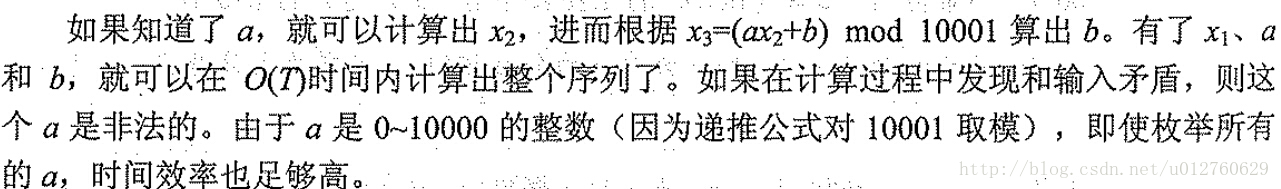 如果知道了 a，就可以计算出 x₂，进而根据 x₃=(ax₂+b) mod 10001 算出 b。有了 x₁、a
和 b，就可以在 O(T)时间内计算出整个序列了。如果在计算过程中发现和输入矛盾，则这
个 a 是非法的。由于 a 是 0~10000 的整数（因为递推公式对 10001 取模），即使枚举所有
的 a，时间效率也足够高。
http://blog.csdn.net/u012760629